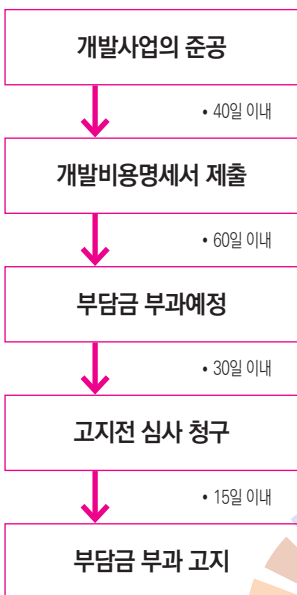 개발사업의 준공
• 40일 이내
개발비용명세서 제출
• 60일 이내
부담금 부과예정
• 30일 이내
고지전 심사 청구
• 15일 이내
부담금 부과 고지